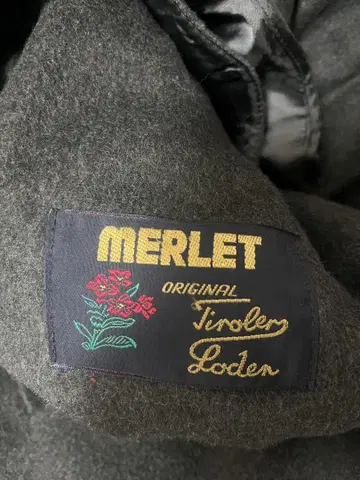 MERLET
ORIGINAL
Tiroler
Loden